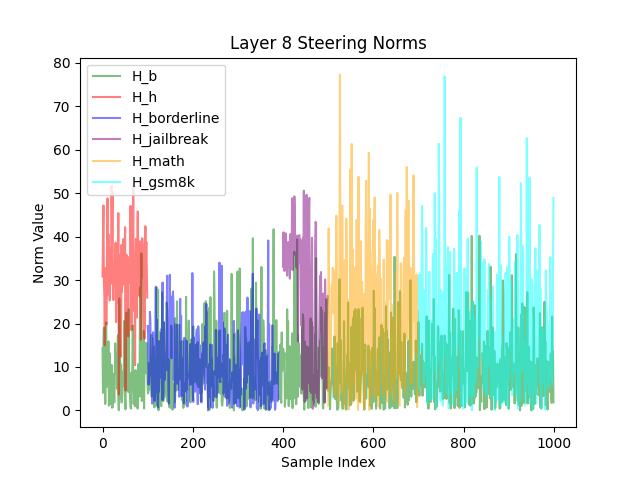 Layer 8 Steering Norms
80
70
60
50
40
30
20
10
0
Norm Value
H_b
H_h
H_borderline
H_jailbreak
H_math
H_gsm8k
0 200 400 600 800 1000
Sample Index